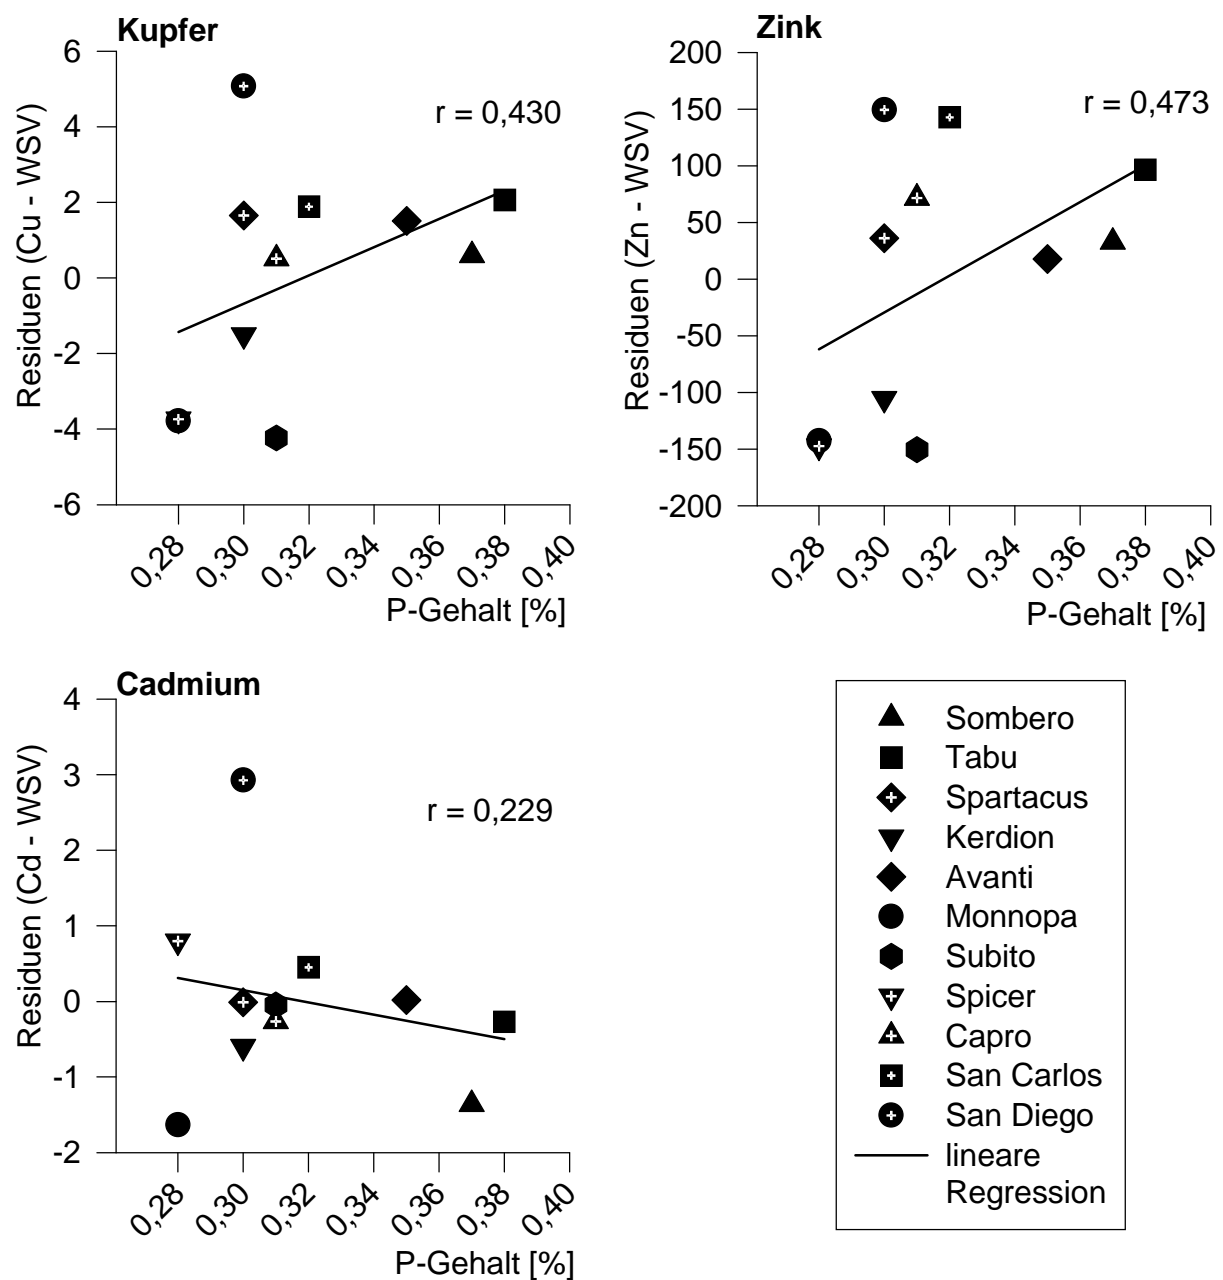 Kupfer
6
4
2
0
-2
-4
-6
Residuen (Cu - WSV)
r = 0,430
0,28
0,30
0,32
0,34
0,36
0,38
0,40
P-Gehalt [%]
Zink
200
150
100
50
0
-50
-100
-150
-200
Residuen (Zn - WSV)
r = 0,473
0,28
0,30
0,32
0,34
0,36
0,38
0,40
P-Gehalt [%]
Cadmium
4
3
2
1
0
-1
-2
Residuen (Cd - WSV)
r = 0,229
0,28
0,30
0,32
0,34
0,36
0,38
0,40
P-Gehalt [%]
Sombero
Tabu
Spartacus
Kerdion
Avanti
Monnopa
Subito
Spicer
Capro
San Carlos
San Diego
lineare
Regression